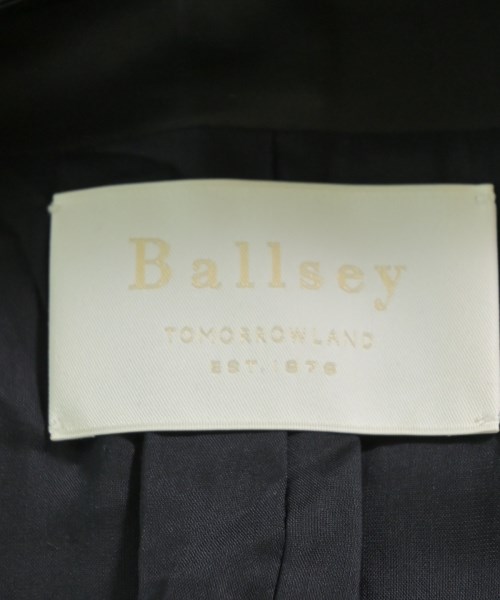 Ballsey
TOMORROWLAND
EST. 1978